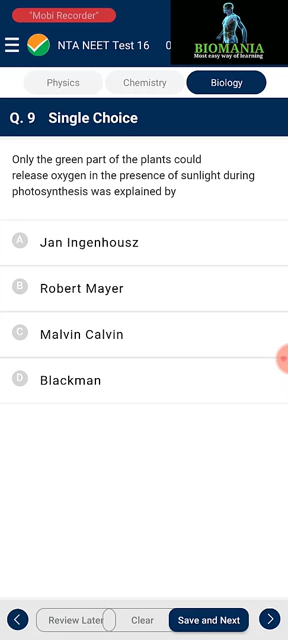 "Mobi Recorder"
NTA NEET Test 16
BIOMANIA
Most easy way of learning
Physics
Chemistry
Biology
Q. 9 Single Choice
Only the green part of the plants could
release oxygen in the presence of sunlight during
photosynthesis was explained by
A Jan Ingenhousz
B Robert Mayer
C Malvin Calvin
D Blackman
Review Later
Clear
Save and Next